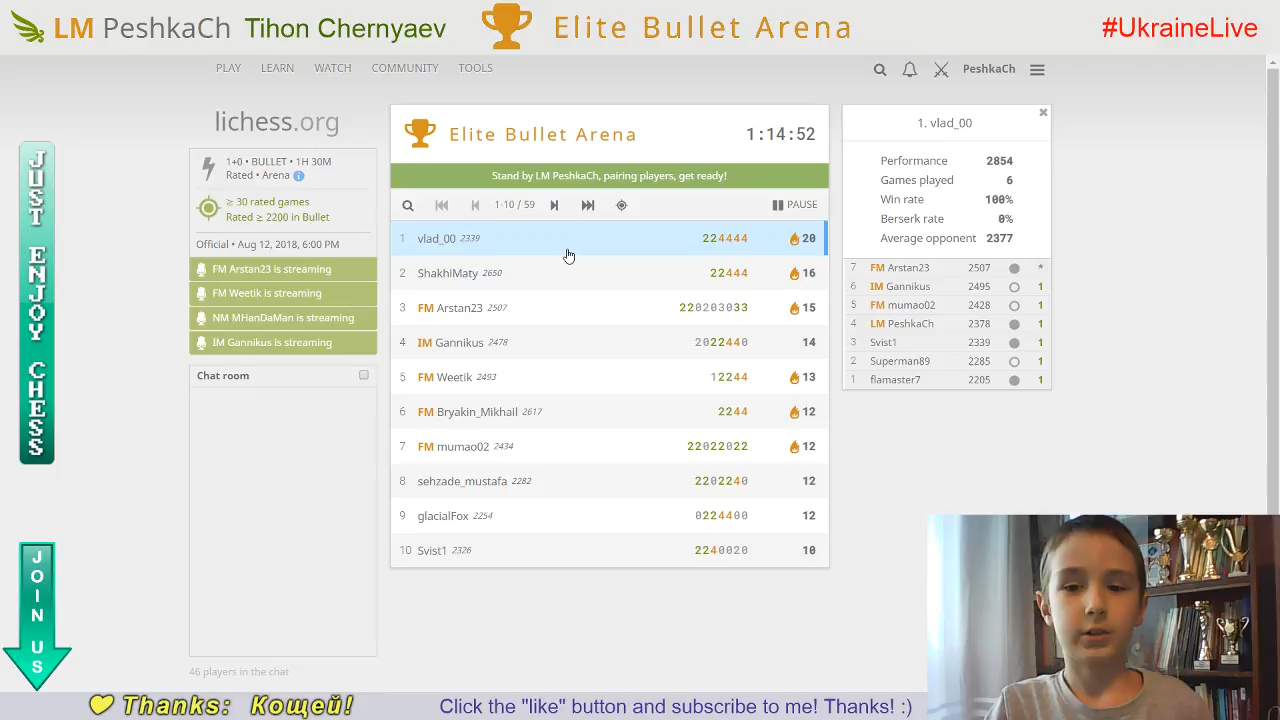 LM PeshkaCh Tihon Chernyaev
Elite Bullet Arena
#UkraineLive
PLAY LEARN WATCH COMMUNITY TOOLS
PeshkaCh
lichess.org
1+0 • BULLET • 1H 30M
Rated • Arena
≥ 30 rated games
Rated ≥ 2200 in Bullet
Official • Aug 12, 2018, 6:00 PM
FM Arstan23 is streaming
FM Weetik is streaming
NM MHanDaMan is streaming
IM Gannikus is streaming
Chat room
46 players in the chat
JUST ENJOY CHESS
JOIN US
Elite Bullet Arena 1:14:52
Stand by LM PeshkaCh, pairing players, get ready!
1-10 / 59 PAUSE
1 vlad_00 2339 224444 20
2 ShakhiMaty 2650 22444 16
3 FM Arstan23 2507 220203033 15
4 IM Gannikus 2478 2022440 14
5 FM Weetik 2493 12244 13
6 FM Bryakin_Mikhail 2617 2244 12
7 FM mumao02 2434 22022022 12
8 sehzade_mustafa 2282 2202240 12
9 glacialFox 2254 0224400 12
10 Svist1 2326 2240020 10
1. vlad_00
Performance 2854
Games played 6
Win rate 100%
Berserk rate 0%
Average opponent 2377
7 FM Arstan23 2507 *
6 IM Gannikus 2495 1
5 FM mumao02 2428 1
4 LM PeshkaCh 2378 1
3 Svist1 2339 1
2 Superman89 2285 1
1 flamaster7 2205 1
Thanks: Кощей!
Click the "like" button and subscribe to me! Thanks! :)